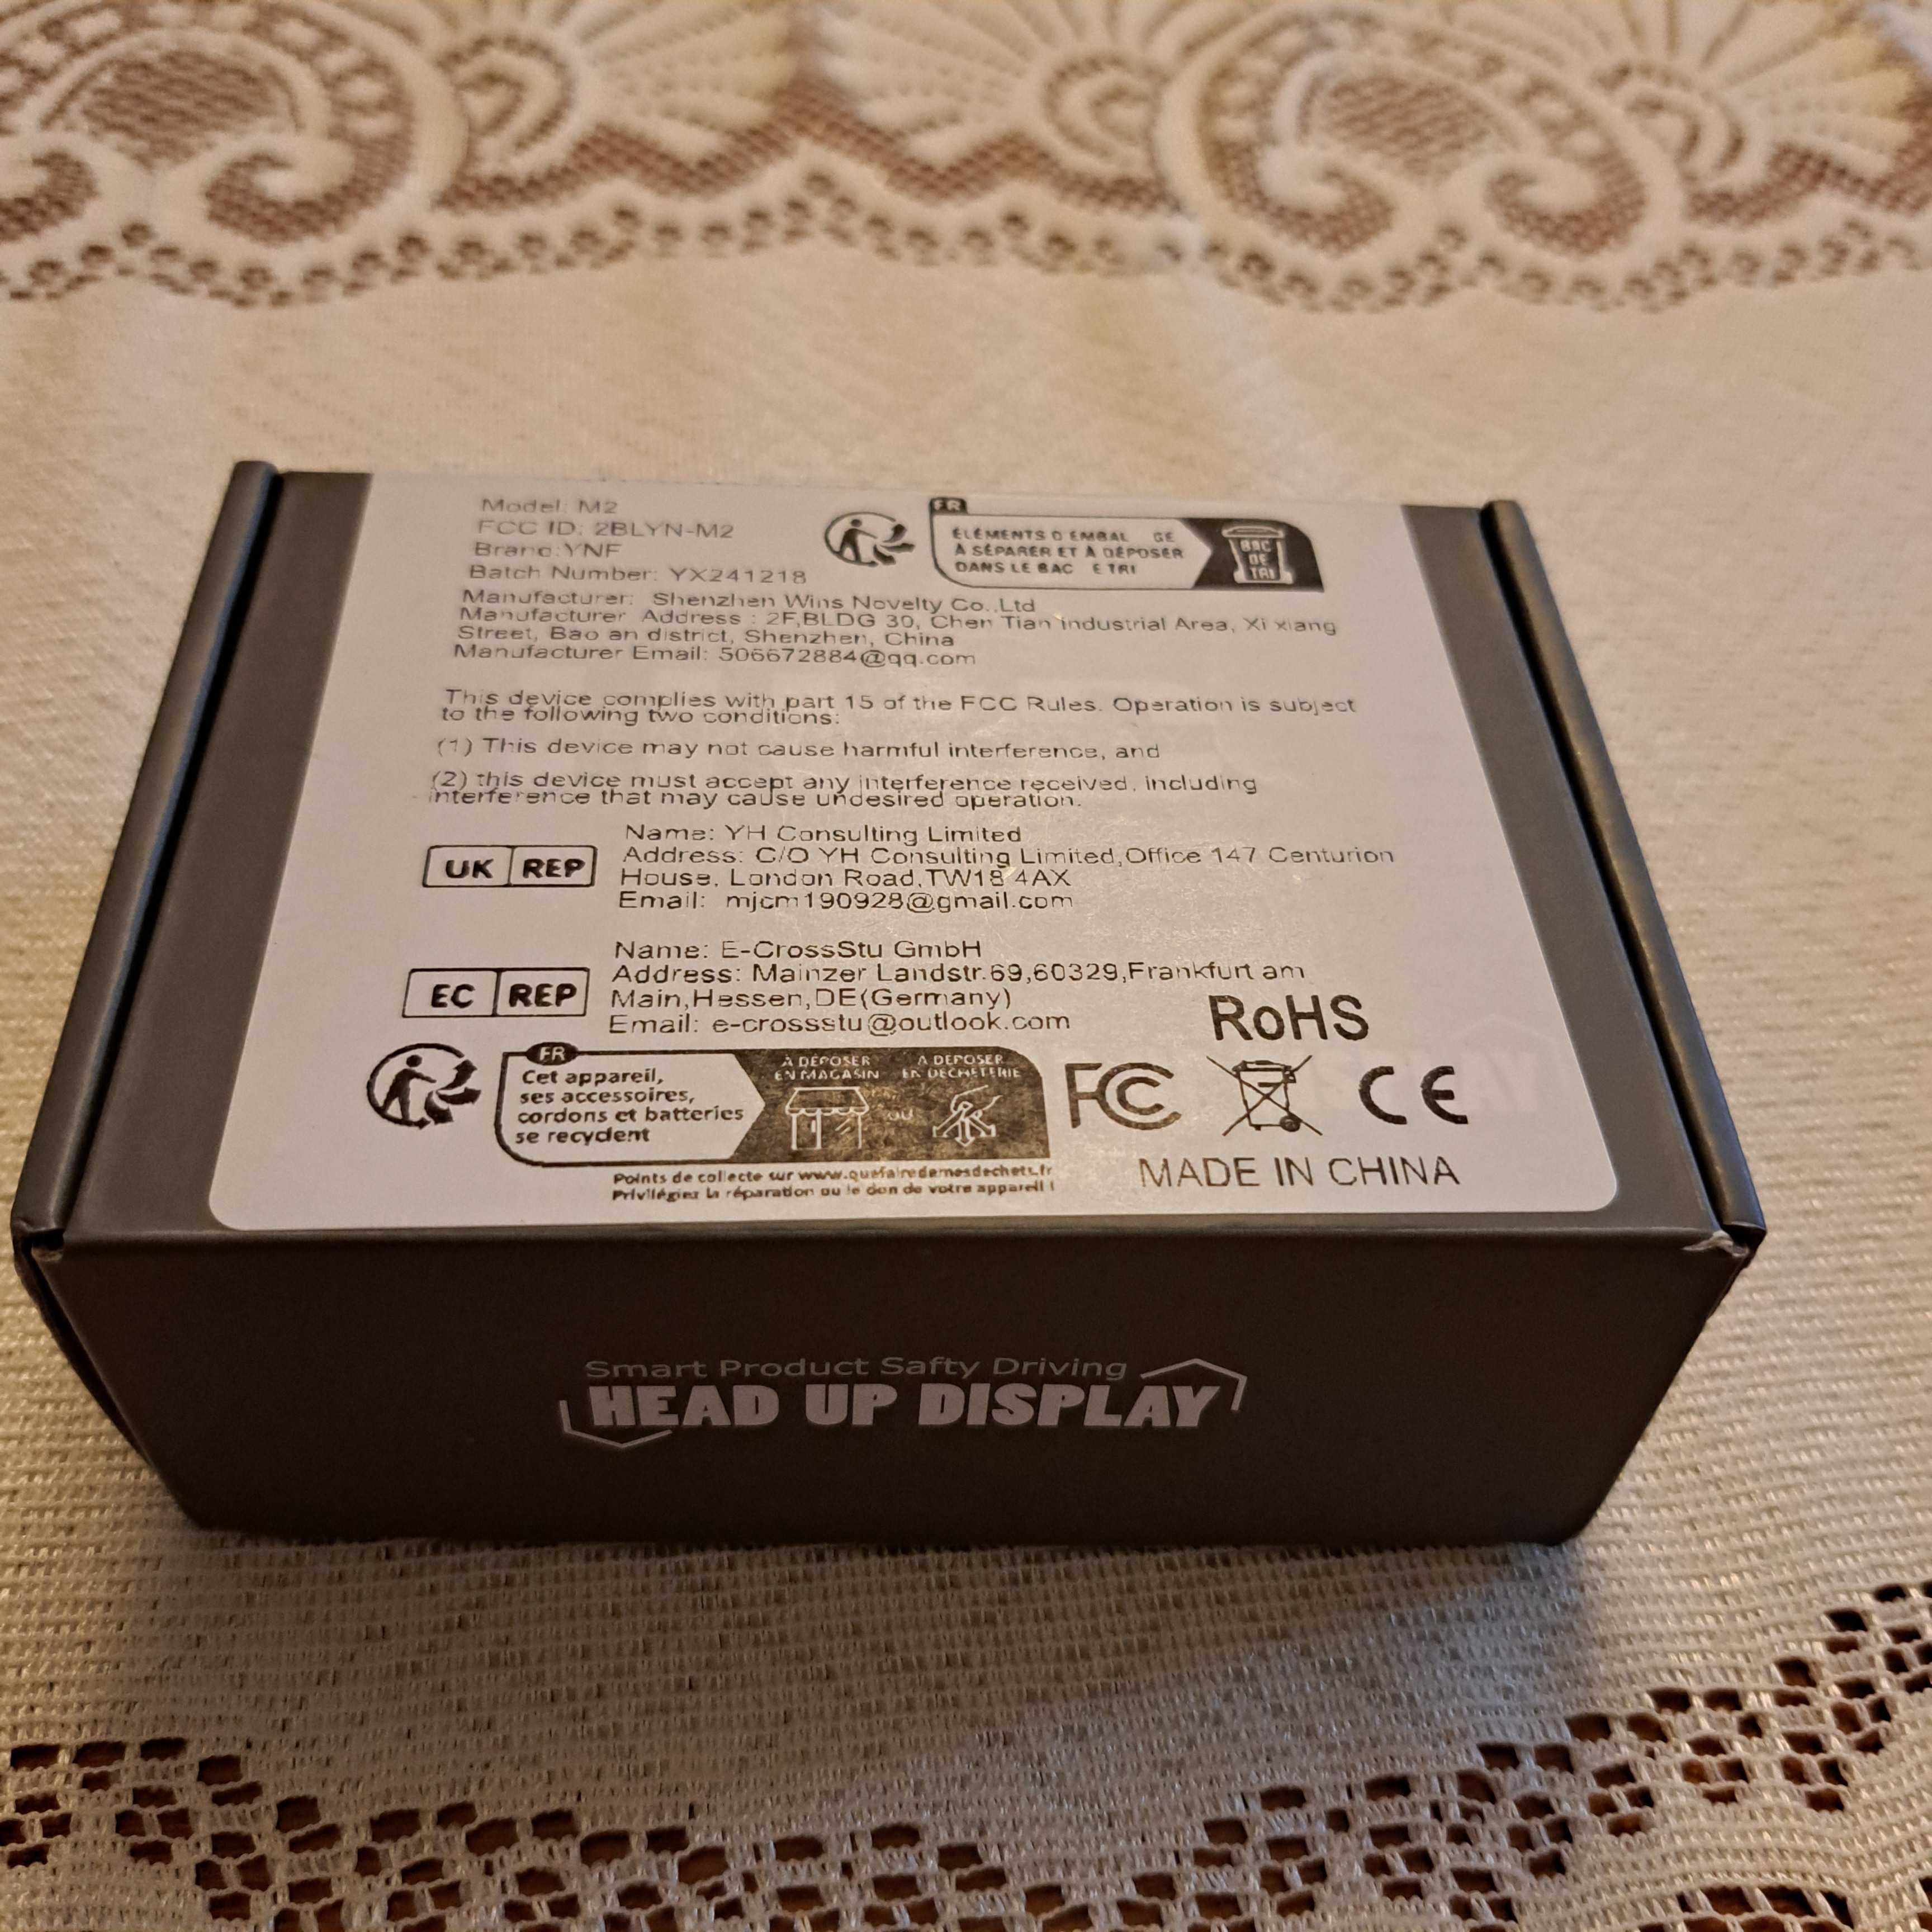 Model: M2
FCC ID: 2BLYN-M2
Brand:YNF
Batch Number: YX241218
Manufacturer: Shenzhen Wins Novelty Co.,Ltd
Manufacturer Address : 2F,BLDG 30, Chen Tian industrial Area, Xi xiang
Street, Bao an district, Shenzhen, China
Manufacturer Email: 506672884@qq.com
FR
ÉLÉMENTS D EMBAL GE
À SÉPARER ET À DÉPOSER
DANS LE BAC E TRI
BAC
DE
TRI
This device complies with part 15 of the FCC Rules. Operation is subject
to the following two conditions:
(1) This device may not cause harmful interference, and
(2) this device must accept any interference received, including
interference that may cause undesired operation.
UK REP
Name: YH Consulting Limited
Address: C/O YH Consulting Limited,Office 147 Centurion
House, London Road,TW18 4AX
Email: mjcm190928@gmail.com
EC REP
Name: E-CrossStu GmbH
Address: Mainzer Landstr.69,60329,Frankfurt am
Main,Hessen,DE(Germany)
Email: e-crossstu@outlook.com
RoHS
FR
Cet appareil,
ses accessoires,
cordons et batteries
se recyclent
À DÉPOSER
EN MAGASIN
OU
À DÉPOSER
EN DÉCHÈTERIE
Points de collecte sur www.quefairedemesdechets.fr
Privilégiez la réparation ou le don de votre appareil !
FC CE
MADE IN CHINA
Smart Product Safty Driving
HEAD UP DISPLAY